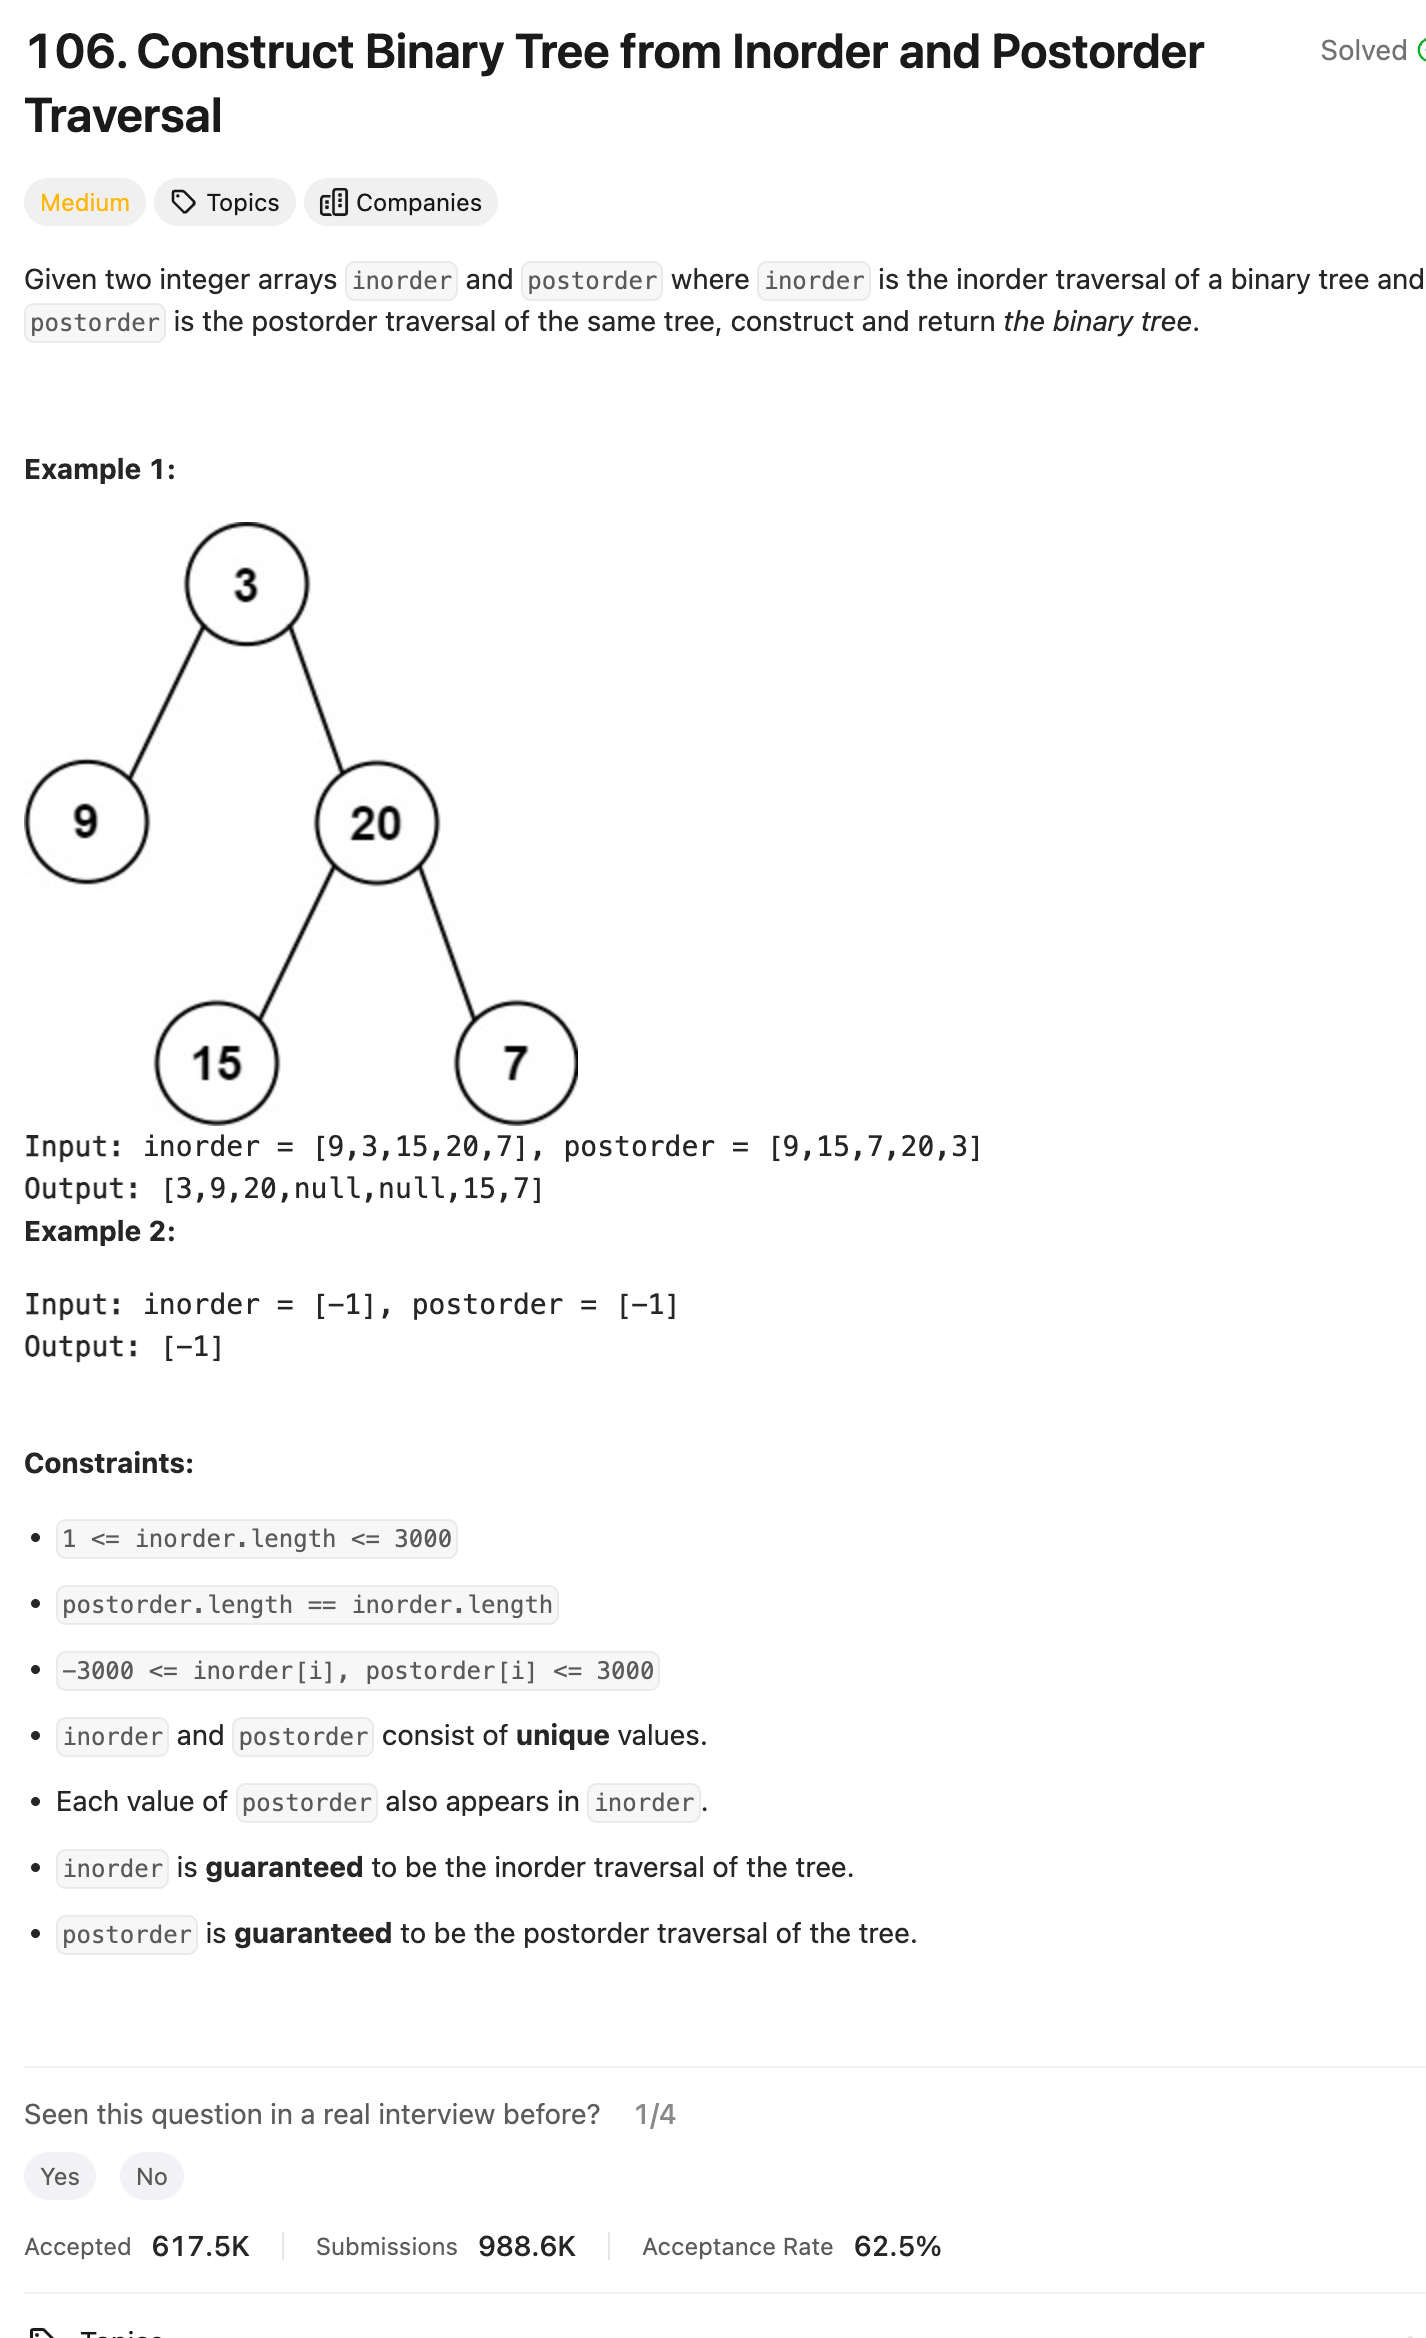 106. Construct Binary Tree from Inorder and Postorder
Solved
Traversal
Medium Topics Companies
Given two integer arrays inorder and postorder where inorder is the inorder traversal of a binary tree and
postorder is the postorder traversal of the same tree, construct and return the binary tree.
Example 1:
3
9 20
15 7
Input: inorder = [9,3,15,20,7], postorder = [9,15,7,20,3]
Output: [3,9,20,null,null,15,7]
Example 2:
Input: inorder = [-1], postorder = [-1]
Output: [-1]
Constraints:
• 1 <= inorder.length <= 3000
• postorder.length == inorder.length
• -3000 <= inorder[i], postorder[i] <= 3000
• inorder and postorder consist of unique values.
• Each value of postorder also appears in inorder.
• inorder is guaranteed to be the inorder traversal of the tree.
• postorder is guaranteed to be the postorder traversal of the tree.
Seen this question in a real interview before? 1/4
Yes No
Accepted 617.5K Submissions 988.6K Acceptance Rate 62.5%